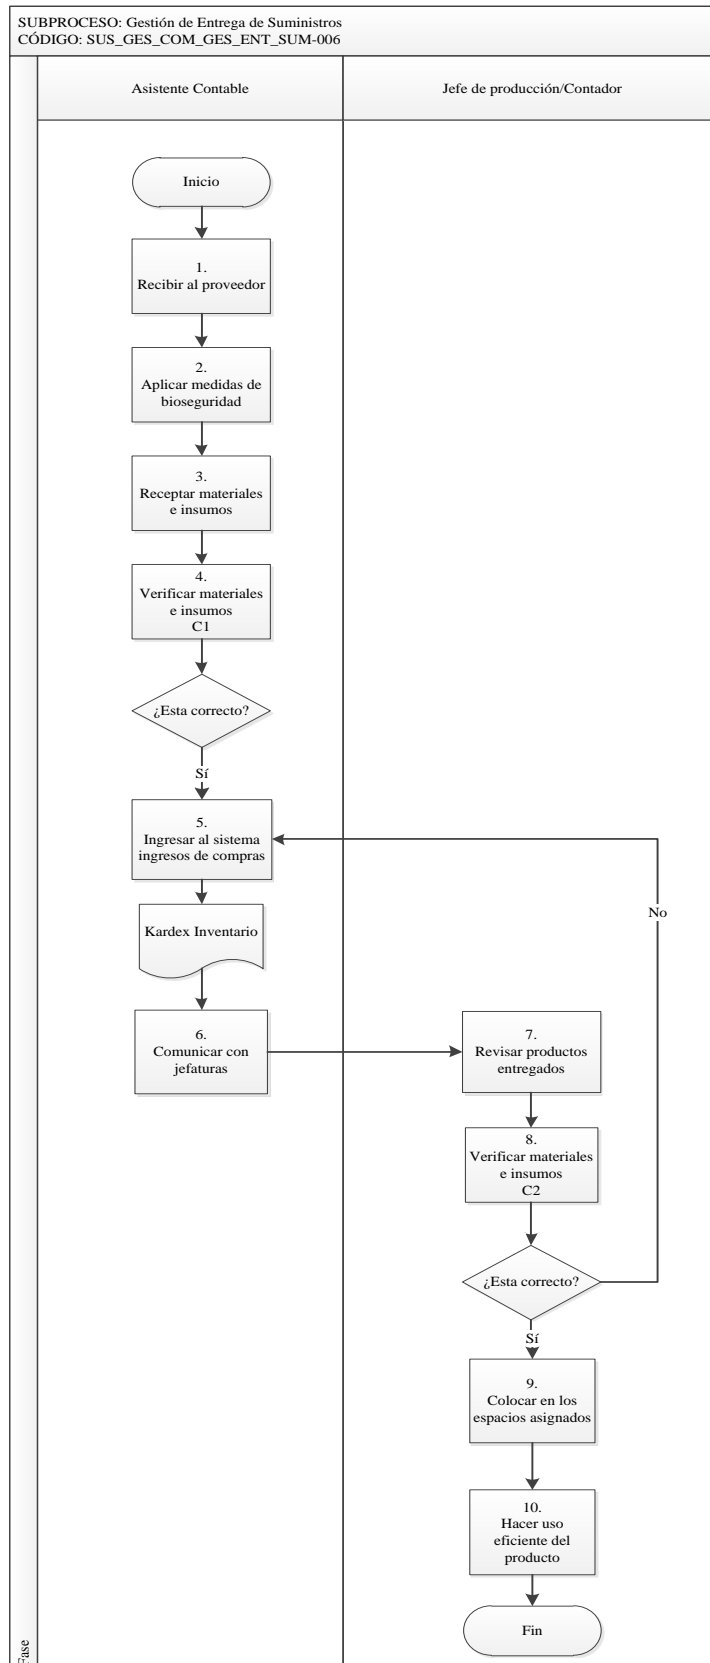 SUBPROCESO: Gestión de Entrega de Suministros
CÓDIGO: SUS_GES_COM_GES_ENT_SUM-006
Asistente Contable
Jefe de producción/Contador
Inicio
1.
Recibir al proveedor
2.
Aplicar medidas de
bioseguridad
3.
Receptar materiales
e insumos
4.
Verificar materiales
e insumos
C1
¿Esta correcto?
Sí
5.
Ingresar al sistema
ingresos de compras
Kardex Inventario
6.
Comunicar con
jefaturas
7.
Revisar productos
entregados
8.
Verificar materiales
e insumos
C2
¿Esta correcto?
No
Sí
9.
Colocar en los
espacios asignados
10.
Hacer uso
eficiente del
producto
Fin
Fase